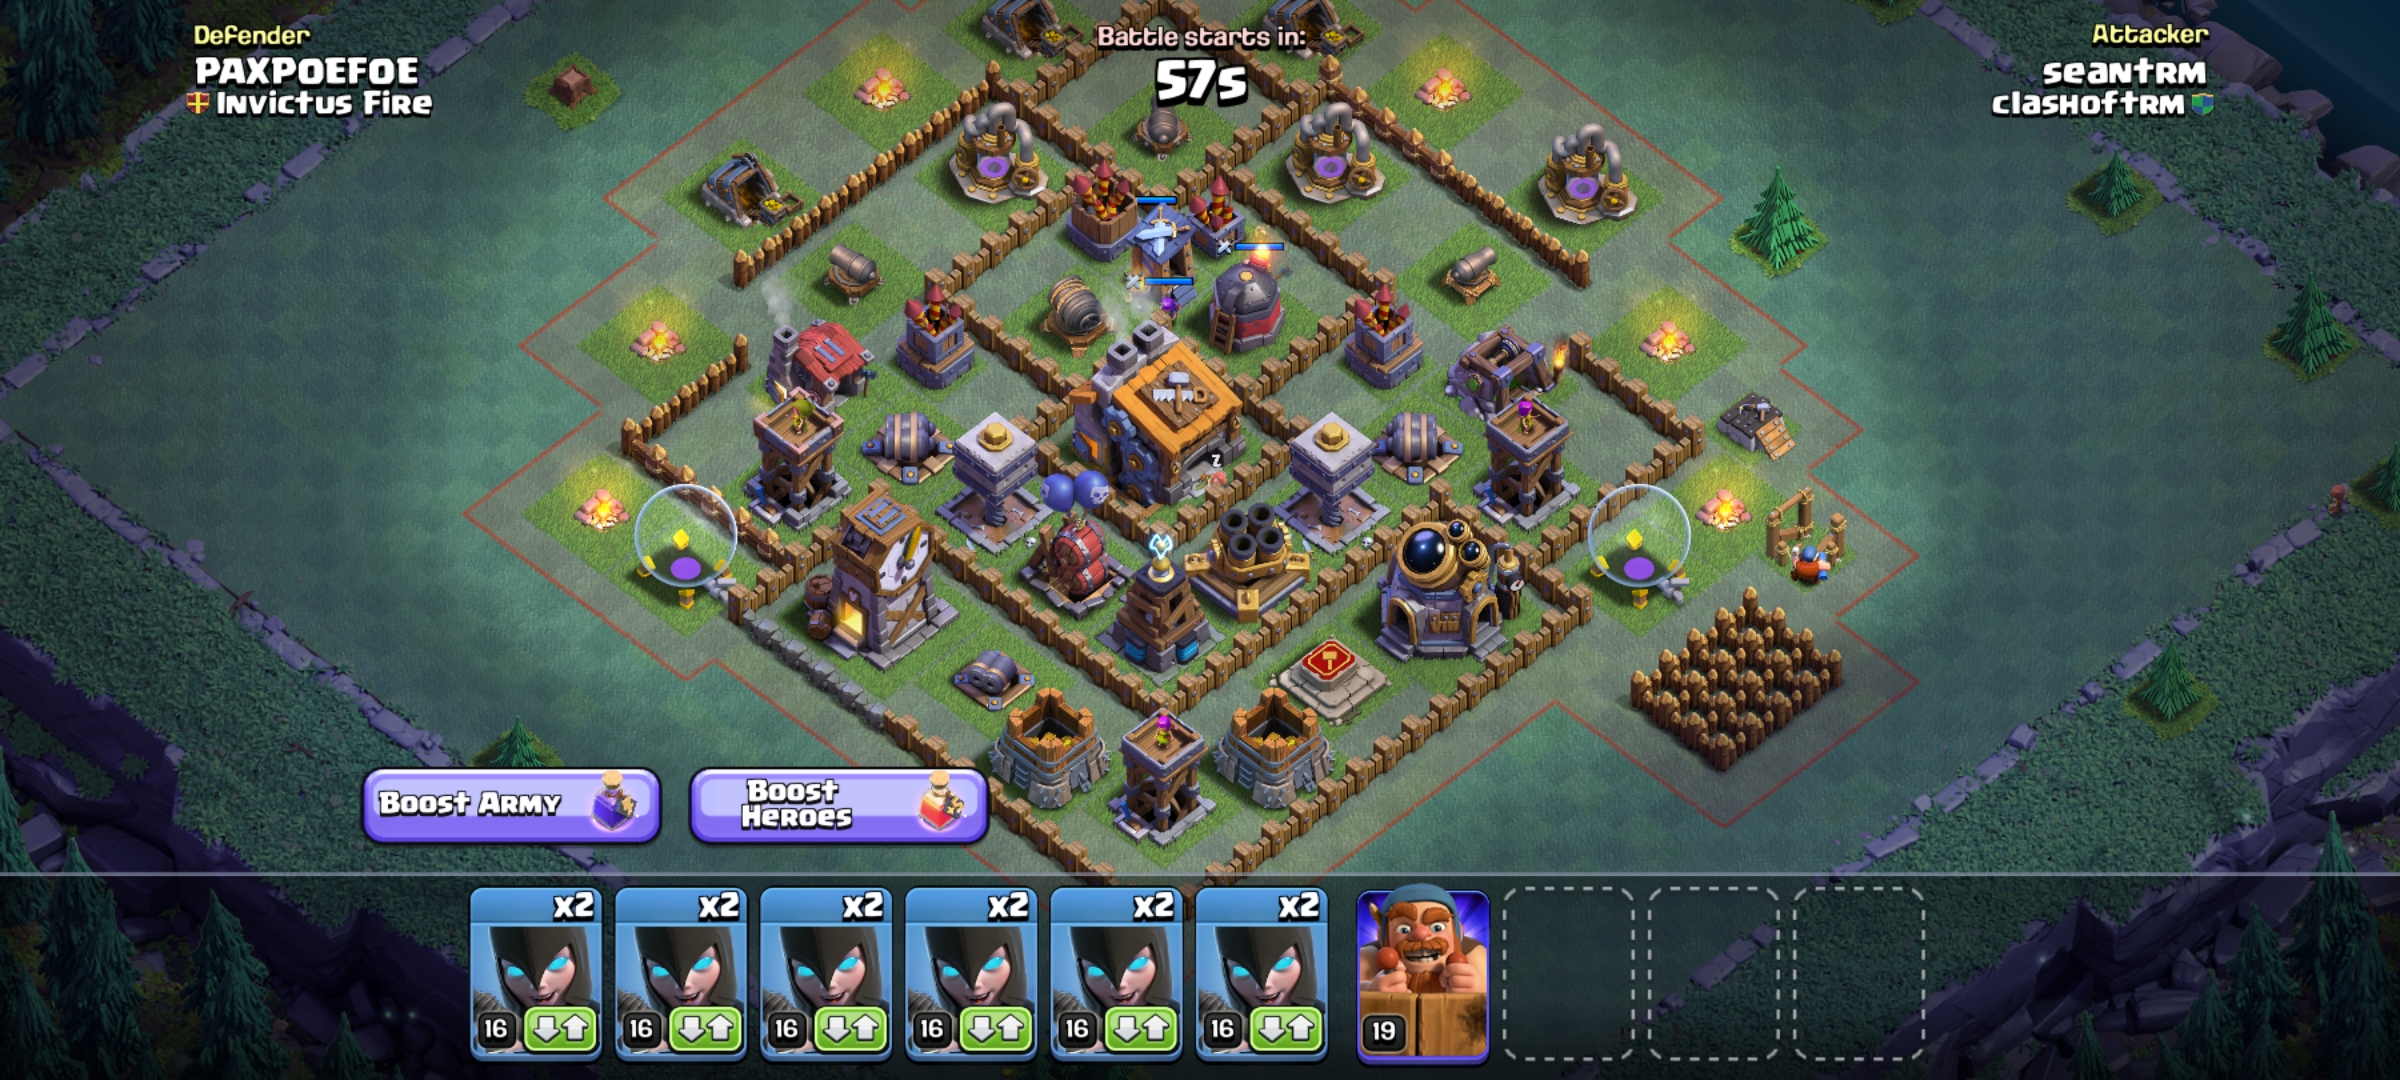 Defender
PAXPOEFOE
Invictus Fire
Battle starts in:
57s
Attacker
seantRM
clashoftRM
z
Boost Army
Boost
Heroes
x2
x2
x2
x2
x2
x2
16
16
16
16
16
16
19